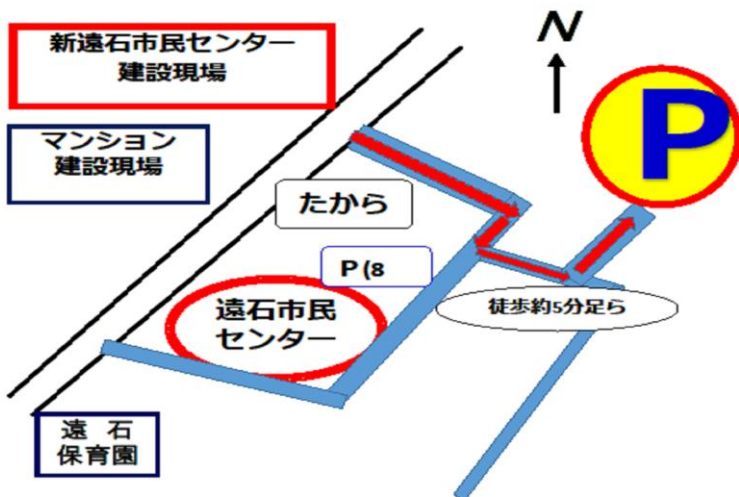 新遠石市民センター
建設現場
N
P
マンション
建設現場
たから
P (8
遠石市民
センター
徒歩約5分足ら
遠 石
保育園